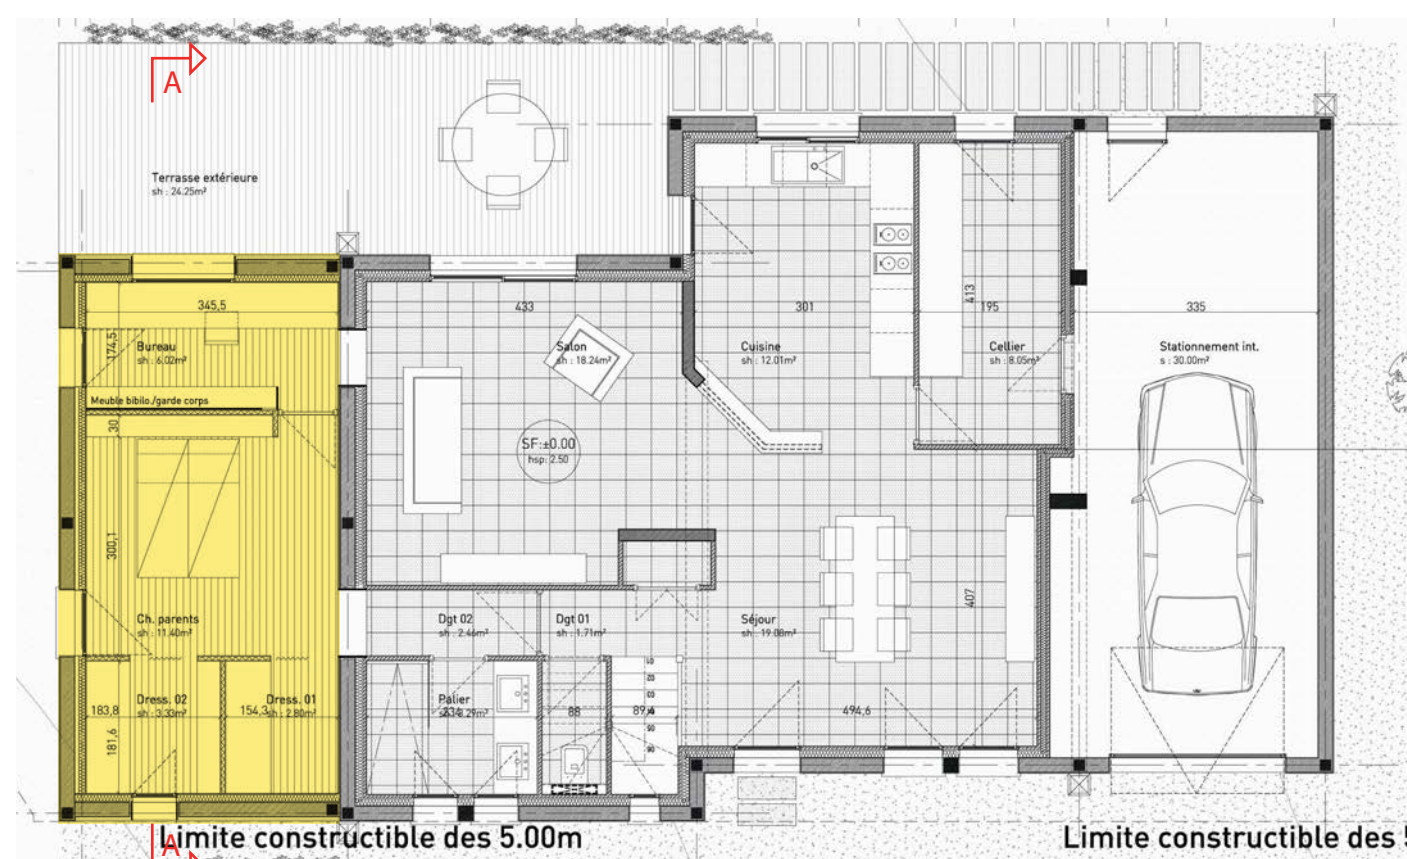 A
Terrasse extérieure
sh : 24.25m²
345,5
433
301
413
195
335
174,5
Bureau
sh : 6.02m²
Salon
sh : 18.24m²
Cuisine
sh : 12.01m²
Cellier
sh : 8.05m²
Stationnement int.
s : 30.00m²
Meuble bibilo./garde corps
30
SF:±0.00
hsp: 2.50
300,1
407
Ch. parents
sh : 11.40m²
Dgt 02
sh : 2.46m²
Dgt 01
sh : 1.71m²
Séjour
sh : 19.08m²
Dress. 02
sh : 3.33m²
Dress. 01
sh : 2.80m²
Palier
183,8
154,3
88
89,4
494,6
181,6
A
Limite constructible des 5.00m
Limite constructible des